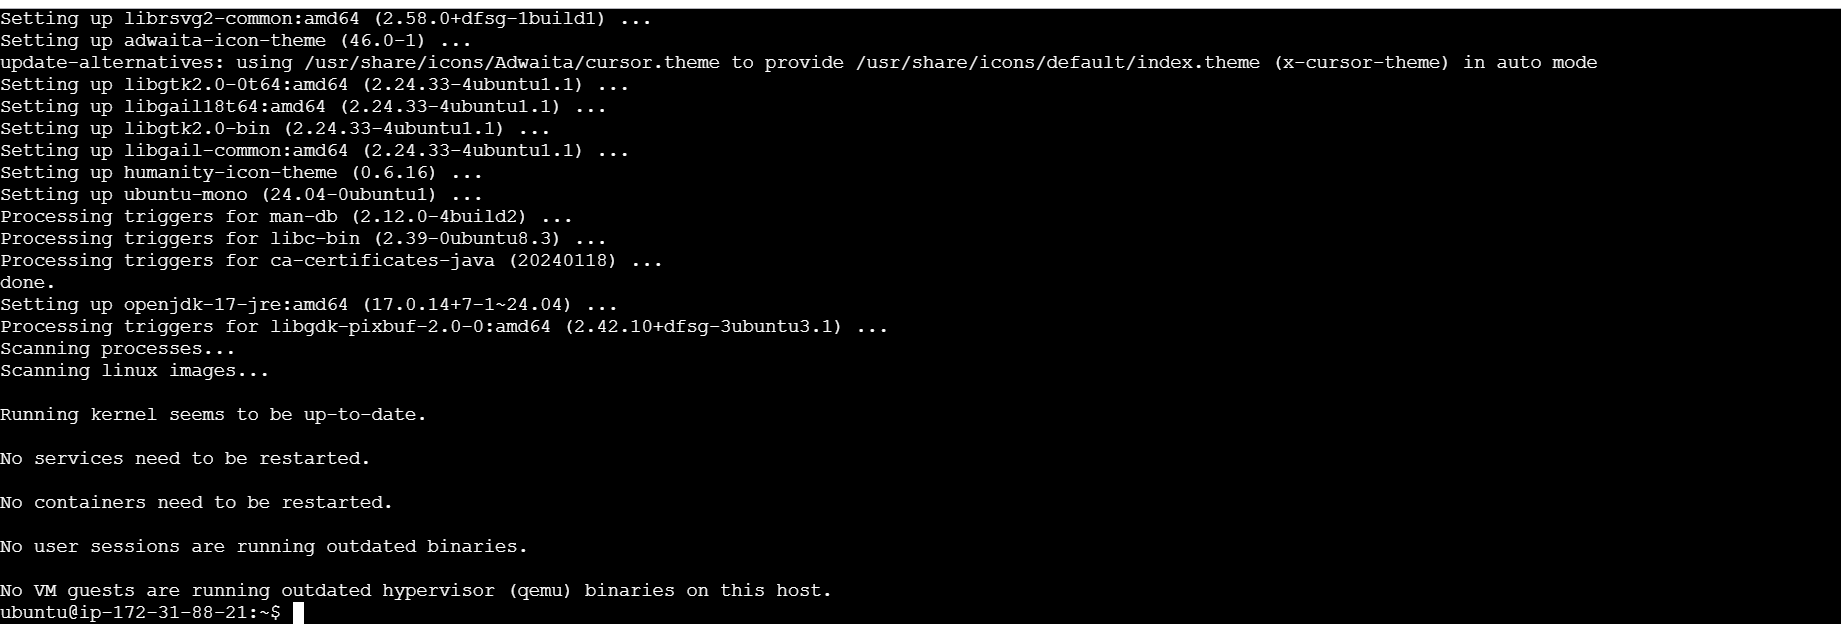 Setting up librsvg2-common:amd64 (2.58.0+dfsg-1build1) ...
Setting up adwaita-icon-theme (46.0-1) ...
update-alternatives: using /usr/share/icons/Adwaita/cursor.theme to provide /usr/share/icons/default/index.theme (x-cursor-theme) in auto mode
Setting up libgtk2.0-0t64:amd64 (2.24.33-4ubuntu1.1) ...
Setting up libgail18t64:amd64 (2.24.33-4ubuntu1.1) ...
Setting up libgtk2.0-bin (2.24.33-4ubuntu1.1) ...
Setting up libgail-common:amd64 (2.24.33-4ubuntu1.1) ...
Setting up humanity-icon-theme (0.6.16) ...
Setting up ubuntu-mono (24.04-0ubuntu1) ...
Processing triggers for man-db (2.12.0-4build2) ...
Processing triggers for libc-bin (2.39-0ubuntu8.3) ...
Processing triggers for ca-certificates-java (20240118) ...
done.
Setting up openjdk-17-jre:amd64 (17.0.14+7-1~24.04) ...
Processing triggers for libgdk-pixbuf-2.0-0:amd64 (2.42.10+dfsg-3ubuntu3.1) ...
Scanning processes...
Scanning linux images...
Running kernel seems to be up-to-date.
No services need to be restarted.
No containers need to be restarted.
No user sessions are running outdated binaries.
No VM guests are running outdated hypervisor (qemu) binaries on this host.
ubuntu@ip-172-31-88-21:~$